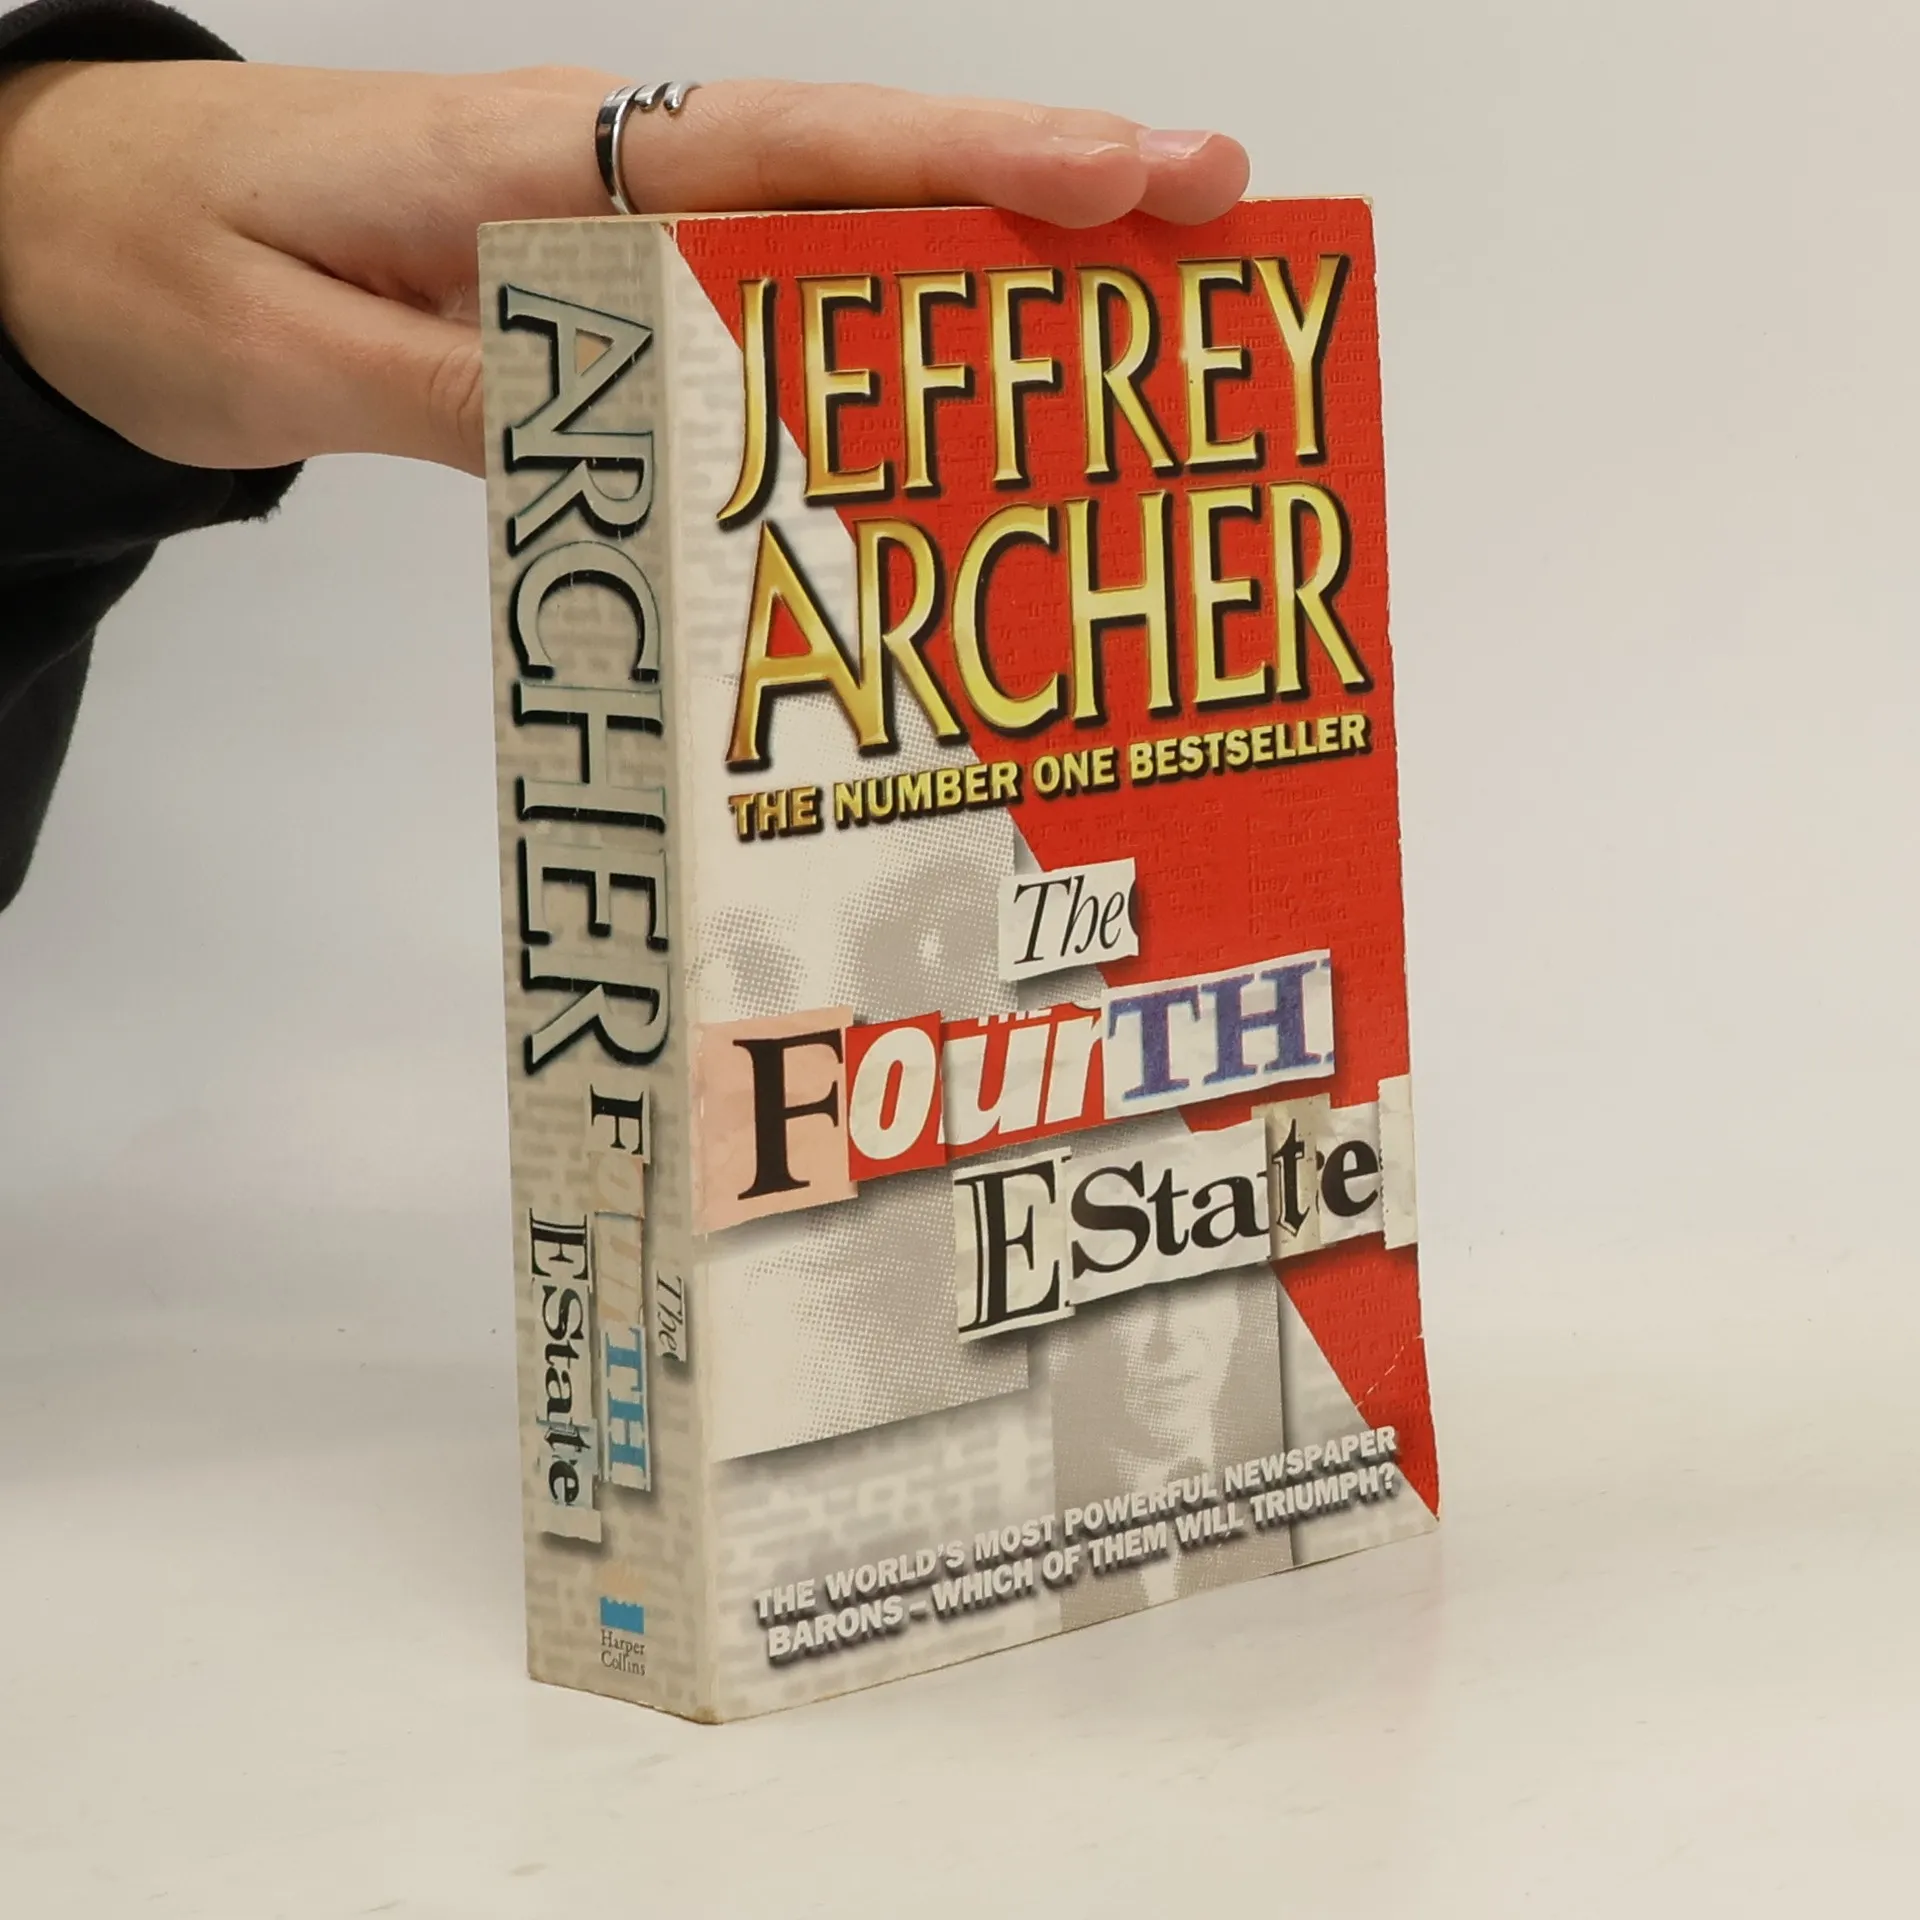 JEFFREY
ARCHER
THE NUMBER ONE BESTSELLER
The
FOURTH
EState
THE WORLD'S MOST POWERFUL NEWSPAPER
BARONS – WHICH OF THEM WILL TRIUMPH?
ARCHER
The
FOURTH
EState
Harper
Collins